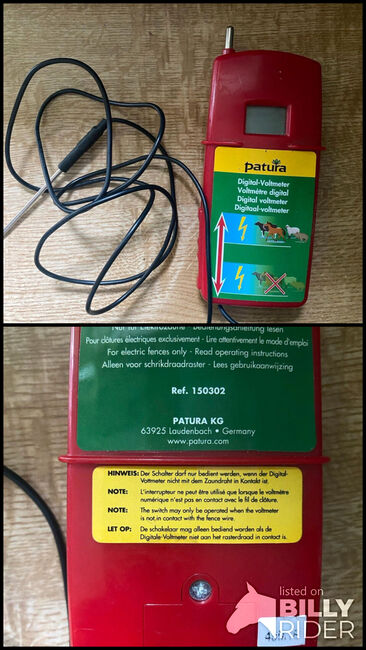 patura
Digital-Voltmeter
Voltmètre digital
Digital voltmeter
Digitaal-voltmeter
Nur für Elektrozäune - Bedienungsanleitung lesen
Pour clôtures électriques exclusivement - Lire attentivement le mode d'emploi
For electric fences only - Read operating instructions
Alleen voor schrikdraadraster - Lees gebruikaanwijzing
Ref. 150302
PATURA KG
63925 Laudenbach • Germany
www.patura.com
HINWEIS: Der Schalter darf nur bedient werden, wenn der Digital-
Voltmeter nicht mit dem Zaundraht in Kontakt ist.
NOTE: L'interrupteur ne peut être utilisé que lorsque le voltmètre
numérique n'est pas en contact avec le fil de clôture.
NOTE: The switch may only be operated when the voltmeter
is not in contact with the fence wire.
LET OP: De schakelaar mag alleen bediend worden als de
Digitale-Voltmeter niet aan het rasterdraad in contact is.
listed on
BILLY
RIDER